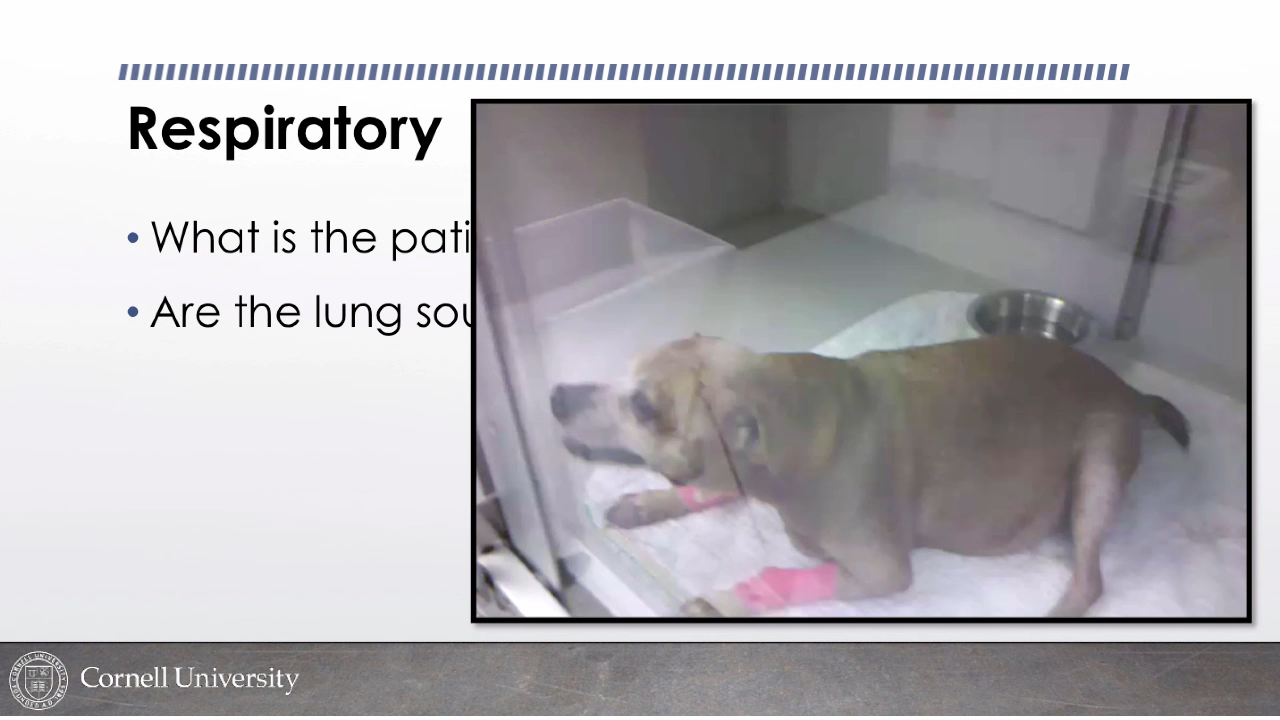 Respiratory
• What is the pati
• Are the lung sou
Cornell University